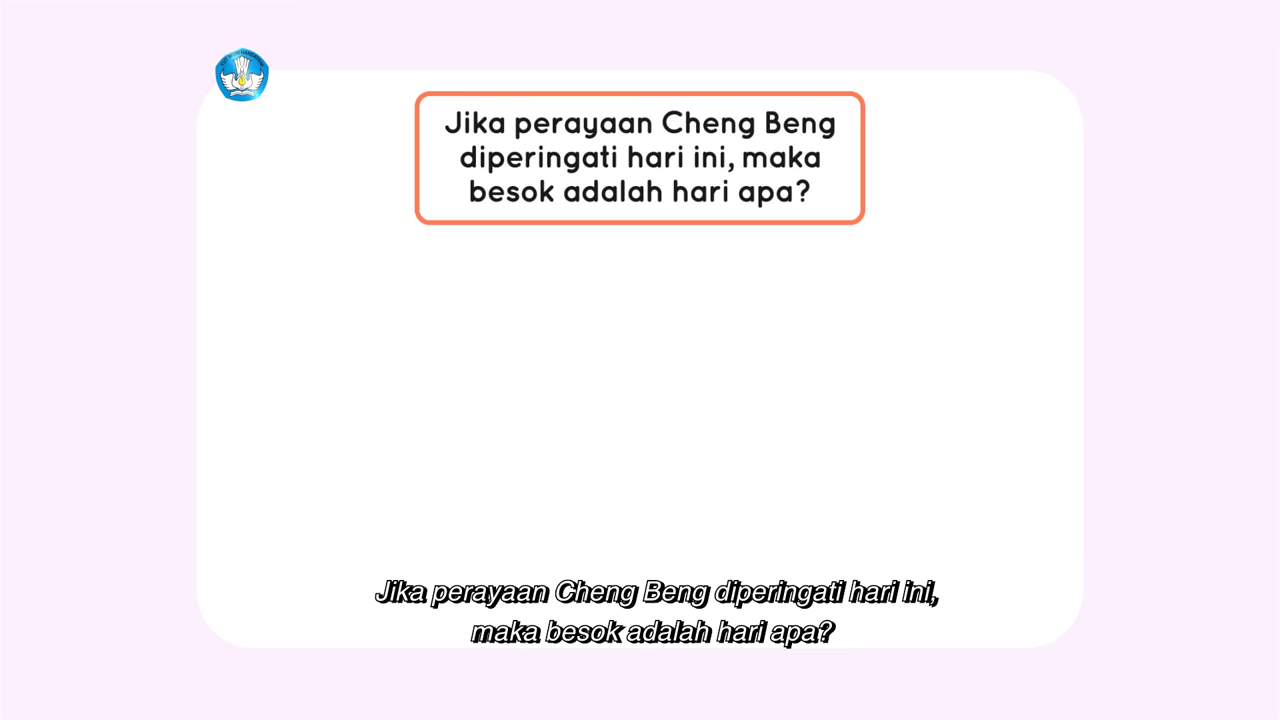 Jika perayaan Cheng Beng
diperingati hari ini, maka
besok adalah hari apa?
Jika perayaan Cheng Beng diperingati hari ini,
maka besok adalah hari apa?